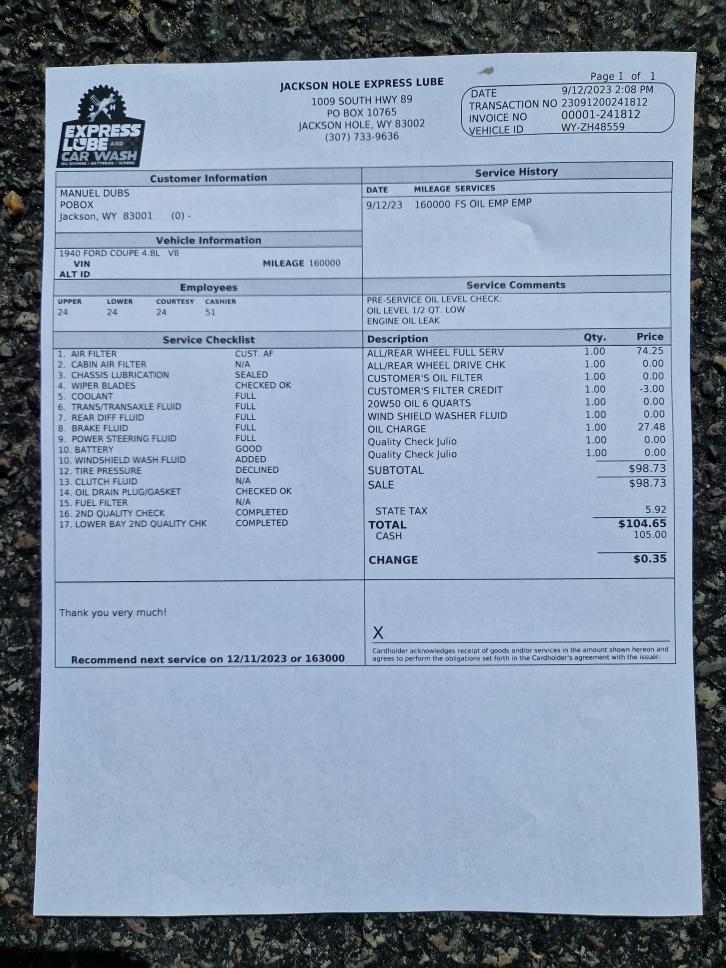 EXPRESS
LUBE AND
CAR WASH
JACKSON HOLE EXPRESS LUBE
1009 SOUTH HWY 89
PO BOX 10765
JACKSON HOLE, WY 83002
(307) 733-9636
Page 1 of 1
DATE 9/12/2023 2:08 PM
TRANSACTION NO 23091200241812
INVOICE NO 00001-241812
VEHICLE ID WY-ZH48559
Customer Information
MANUEL DUBS
POBOX
Jackson, WY 83001 (0) -
Service History
DATE MILEAGE SERVICES
9/12/23 160000 FS OIL EMP EMP
Vehicle Information
1940 FORD COUPE 4.8L V8
VIN MILEAGE 160000
ALT ID
Employees
UPPER LOWER COURTESY CASHIER
24 24 24 51
Service Comments
PRE-SERVICE OIL LEVEL CHECK:
OIL LEVEL 1/2 QT. LOW
ENGINE OIL LEAK
Service Checklist
1. AIR FILTER CUST. AF
2. CABIN AIR FILTER N/A
3. CHASSIS LUBRICATION SEALED
4. WIPER BLADES CHECKED OK
5. COOLANT FULL
6. TRANS/TRANSAXLE FLUID FULL
7. REAR DIFF FLUID FULL
8. BRAKE FLUID FULL
9. POWER STEERING FLUID FULL
10. BATTERY GOOD
10. WINDSHIELD WASH FLUID ADDED
12. TIRE PRESSURE DECLINED
13. CLUTCH FLUID N/A
14. OIL DRAIN PLUG/GASKET CHECKED OK
15. FUEL FILTER N/A
16. 2ND QUALITY CHECK COMPLETED
17. LOWER BAY 2ND QUALITY CHK COMPLETED
Description Qty. Price
ALL/REAR WHEEL FULL SERV 1.00 74.25
ALL/REAR WHEEL DRIVE CHK 1.00 0.00
CUSTOMER'S OIL FILTER 1.00 0.00
CUSTOMER'S FILTER CREDIT 1.00 -3.00
20W50 OIL 6 QUARTS 1.00 0.00
WIND SHIELD WASHER FLUID 1.00 0.00
OIL CHARGE 1.00 27.48
Quality Check Julio 1.00 0.00
Quality Check Julio 1.00 0.00
SUBTOTAL $98.73
SALE $98.73
STATE TAX 5.92
TOTAL $104.65
CASH 105.00
CHANGE $0.35
Thank you very much!
Recommend next service on 12/11/2023 or 163000
X
Cardholder acknowledges receipt of goods and/or services in the amount shown hereon and
agrees to perform the obligations set forth in the Cardholder's agreement with the issuer.